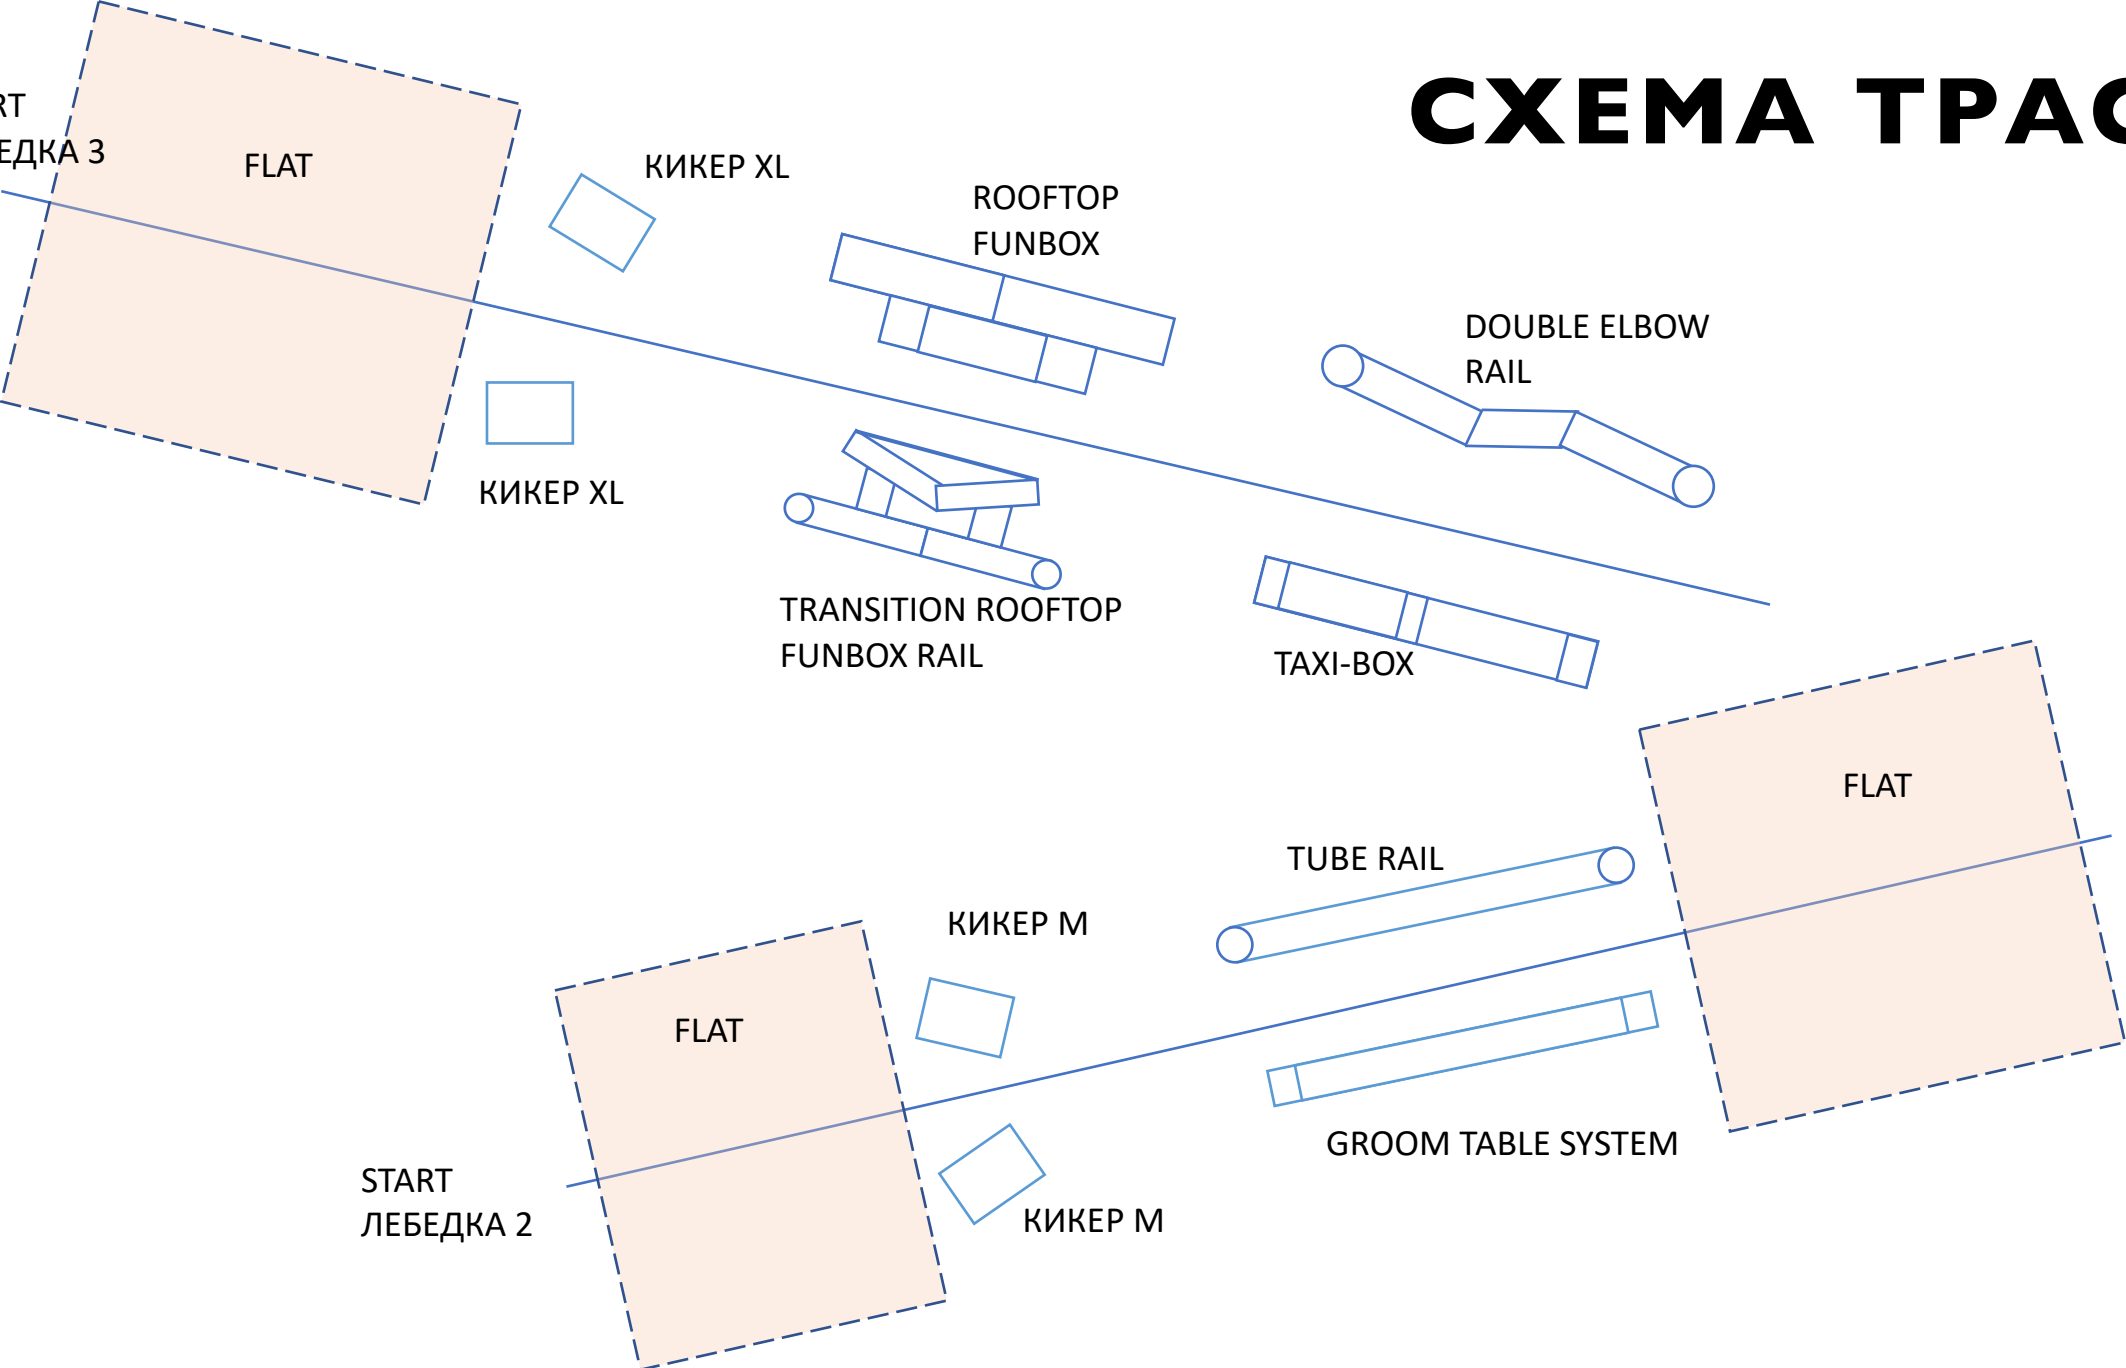 СХЕМА
FLAT
КИКЕР XL
ROOFTOP
FUNBOX
DOUBLE ELBOW
RAIL
КИКЕР XL
TRANSITION ROOFTOP
FUNBOX RAIL
TAXI-BOX
FLAT
TUBE RAIL
КИКЕР M
FLAT
GROOM TABLE SYSTEM
START
ЛЕБЕДКА 2
КИКЕР M